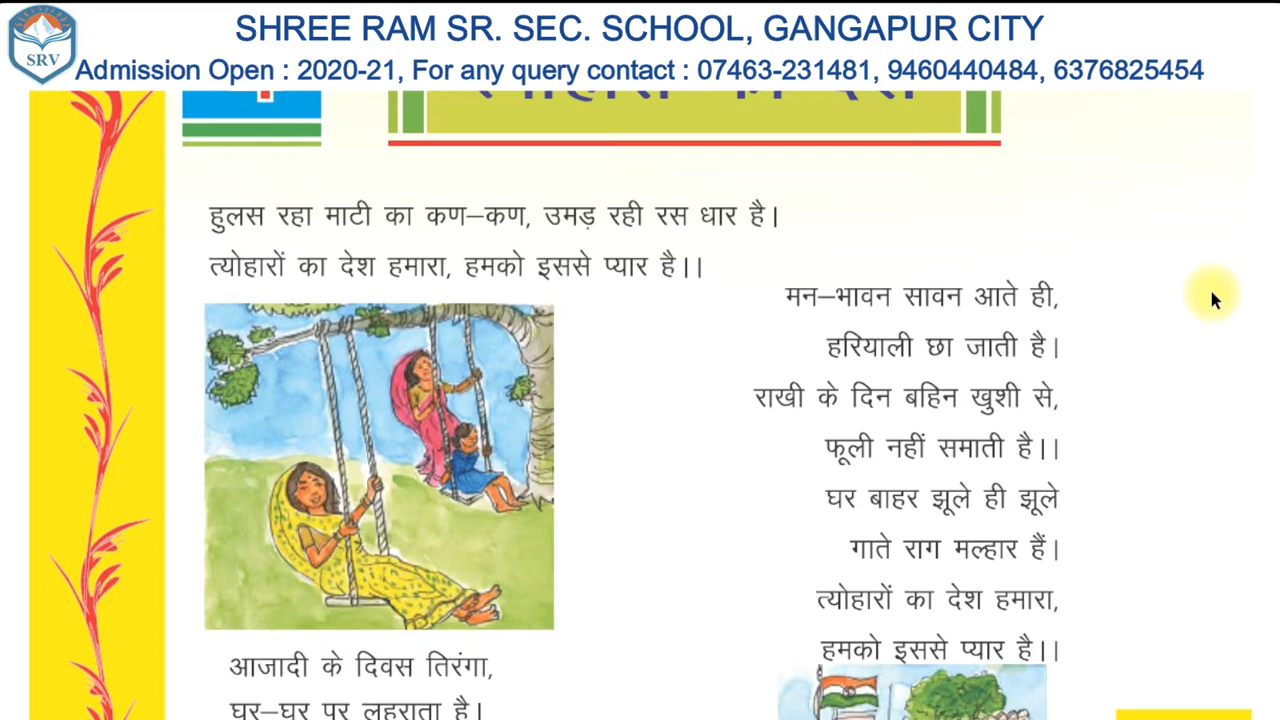 SHREE RAM SR. SEC. SCHOOL, GANGAPUR CITY
SRV
Admission Open : 2020-21, For any query contact : 07463-231481, 9460440484, 6376825454
हुलस रहा माटी का कण–कण, उमड़ रही रस धार है।
त्योहारों का देश हमारा, हमको इससे प्यार है।।
मन–भावन सावन आते ही,
हरियाली छा जाती है।
राखी के दिन बहिन खुशी से,
फूली नहीं समाती है।।
घर बाहर झूले ही झूले
गाते राग मल्हार हैं।
त्योहारों का देश हमारा,
हमको इससे प्यार है।।
आजादी के दिवस तिरंगा,
घर–घर पर लहराता है।